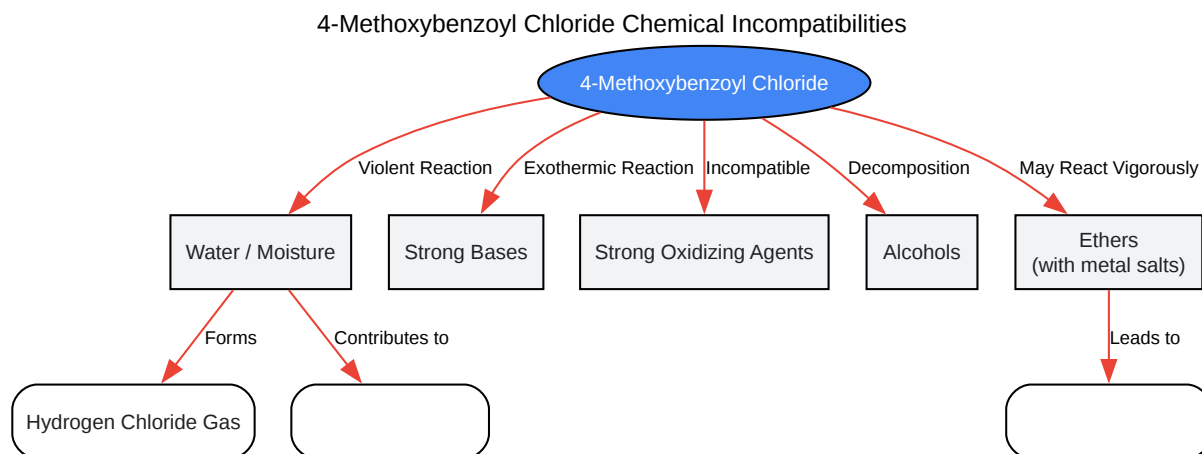 4-Methoxybenzoyl Chloride Chemical Incompatibilities
4-Methoxybenzoyl Chloride
Violent Reaction
Exothermic Reaction
Incompatible
Decomposition
May React Vigorously
Water / Moisture
Strong Bases
Strong Oxidizing Agents
Alcohols
Ethers
(with metal salts)
Forms
Contributes to
Leads to
Hydrogen Chloride Gas